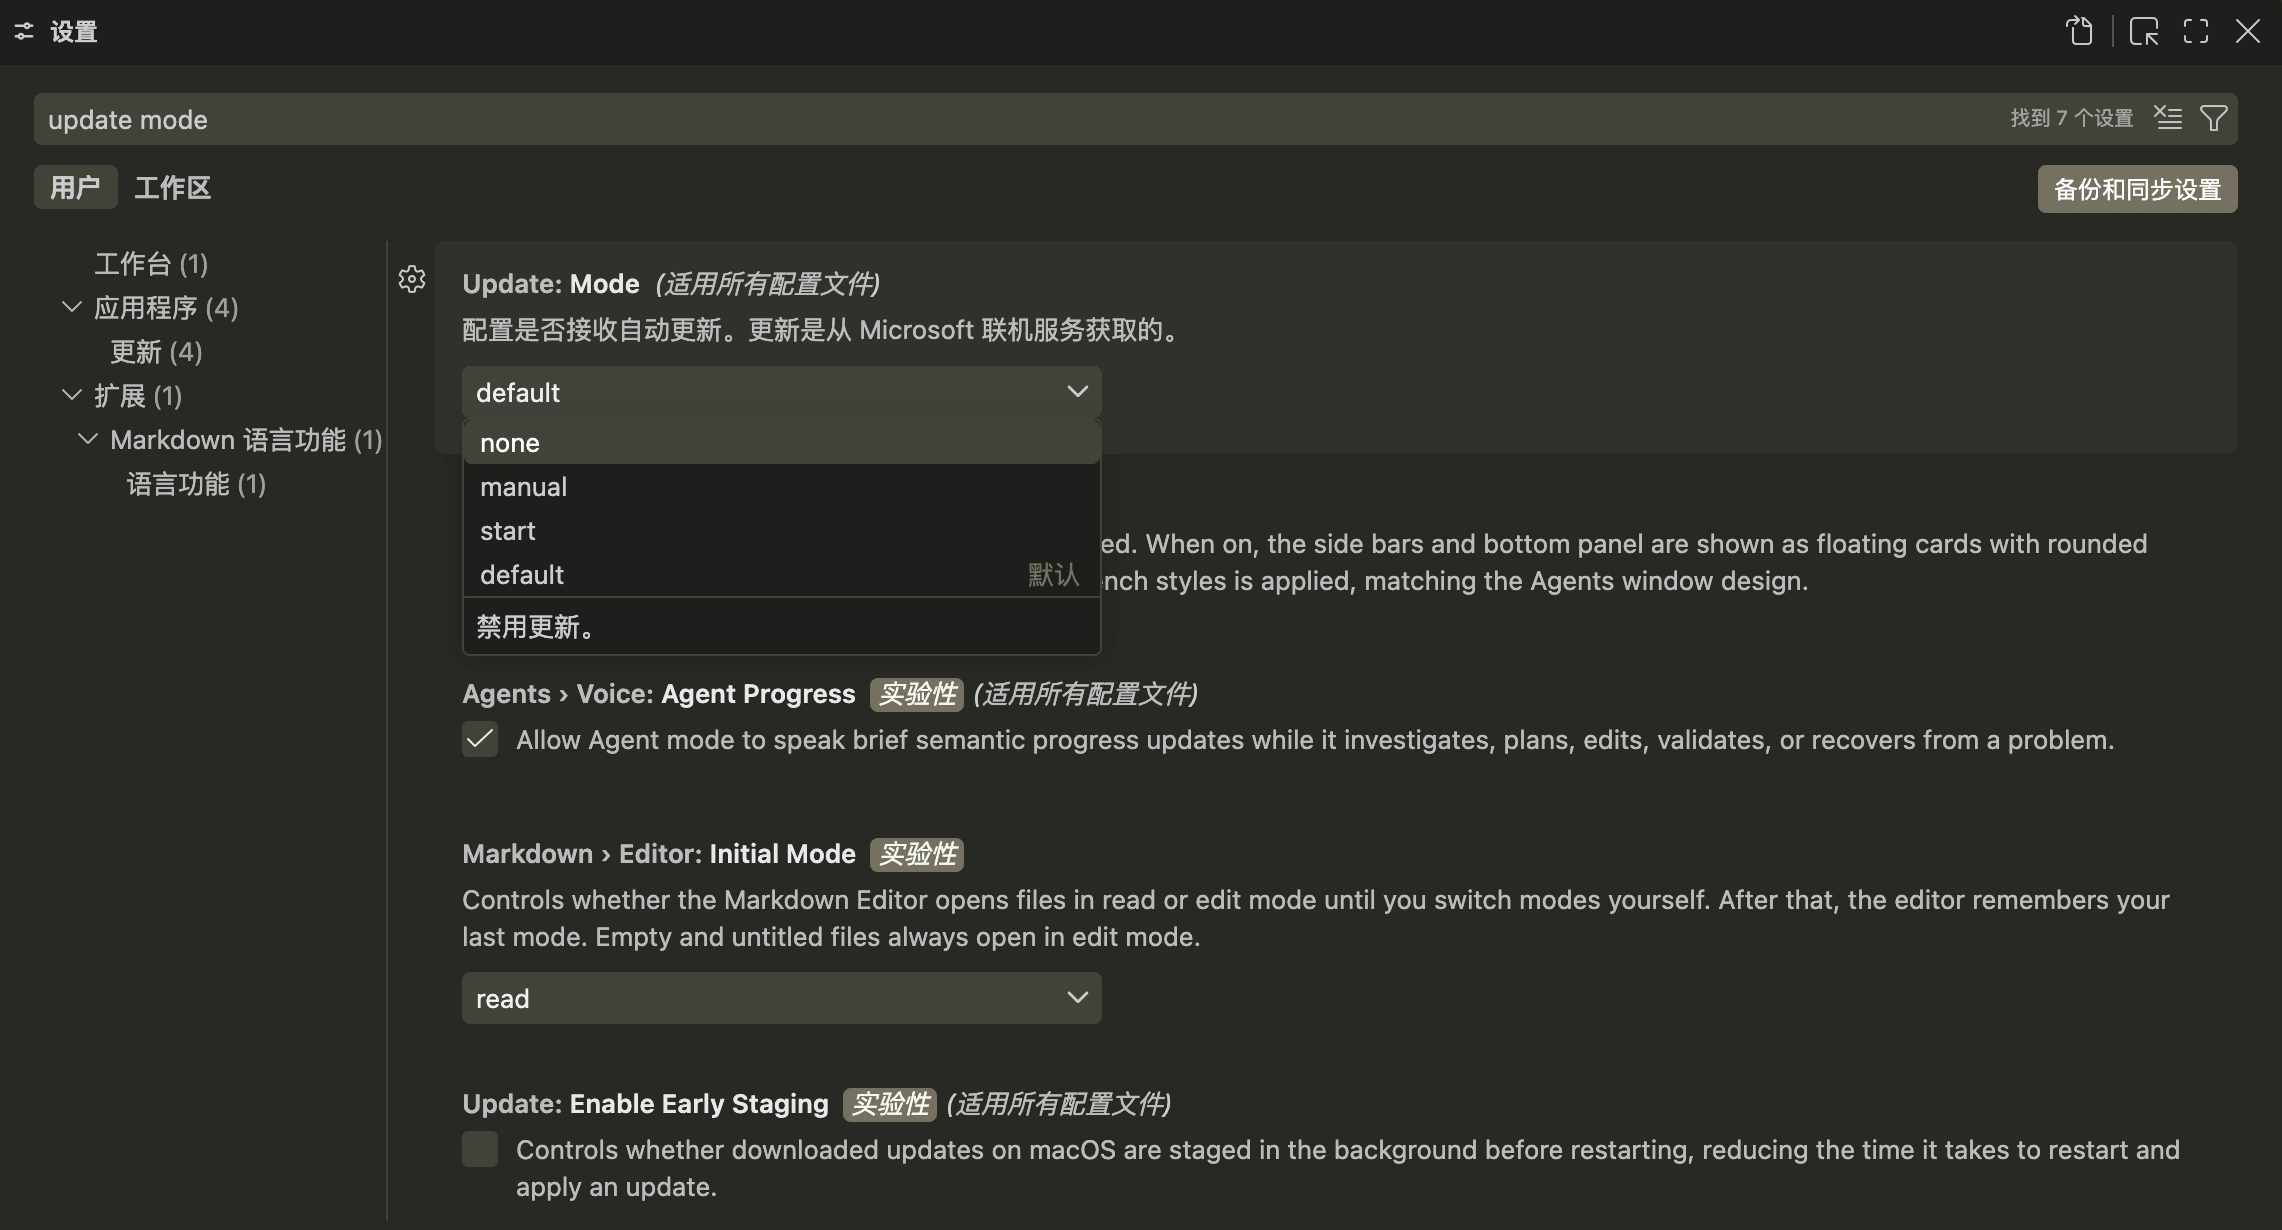 设置
update mode
找到 7 个设置
用户 工作区
备份和同步设置
工作台 (1)
应用程序 (4)
更新 (4)
扩展 (1)
Markdown 语言功能 (1)
语言功能 (1)
Update: Mode (适用所有配置文件)
配置是否接收自动更新。更新是从 Microsoft 联机服务获取的。
default
none
manual
start
default 默认
禁用更新。
ed. When on, the side bars and bottom panel are shown as floating cards with rounded
ench styles is applied, matching the Agents window design.
Agents › Voice: Agent Progress 实验性 (适用所有配置文件)
Allow Agent mode to speak brief semantic progress updates while it investigates, plans, edits, validates, or recovers from a problem.
Markdown › Editor: Initial Mode 实验性
Controls whether the Markdown Editor opens files in read or edit mode until you switch modes yourself. After that, the editor remembers your
last mode. Empty and untitled files always open in edit mode.
read
Update: Enable Early Staging 实验性 (适用所有配置文件)
Controls whether downloaded updates on macOS are staged in the background before restarting, reducing the time it takes to restart and
apply an update.